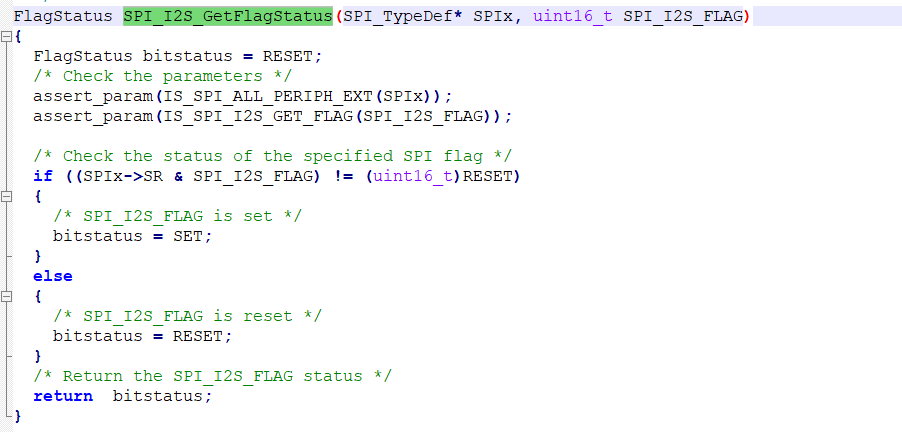 FlagStatus SPI_I2S_GetFlagStatus(SPI_TypeDef* SPIx, uint16_t SPI_I2S_FLAG)
{
  FlagStatus bitstatus = RESET;
  /* Check the parameters */
  assert_param(IS_SPI_ALL_PERIPH_EXT(SPIx));
  assert_param(IS_SPI_I2S_GET_FLAG(SPI_I2S_FLAG));

  /* Check the status of the specified SPI flag */
  if ((SPIx->SR & SPI_I2S_FLAG) != (uint16_t)RESET)
  {
    /* SPI_I2S_FLAG is set */
    bitstatus = SET;
  }
  else
  {
    /* SPI_I2S_FLAG is reset */
    bitstatus = RESET;
  }
  /* Return the SPI_I2S_FLAG status */
  return  bitstatus;
}